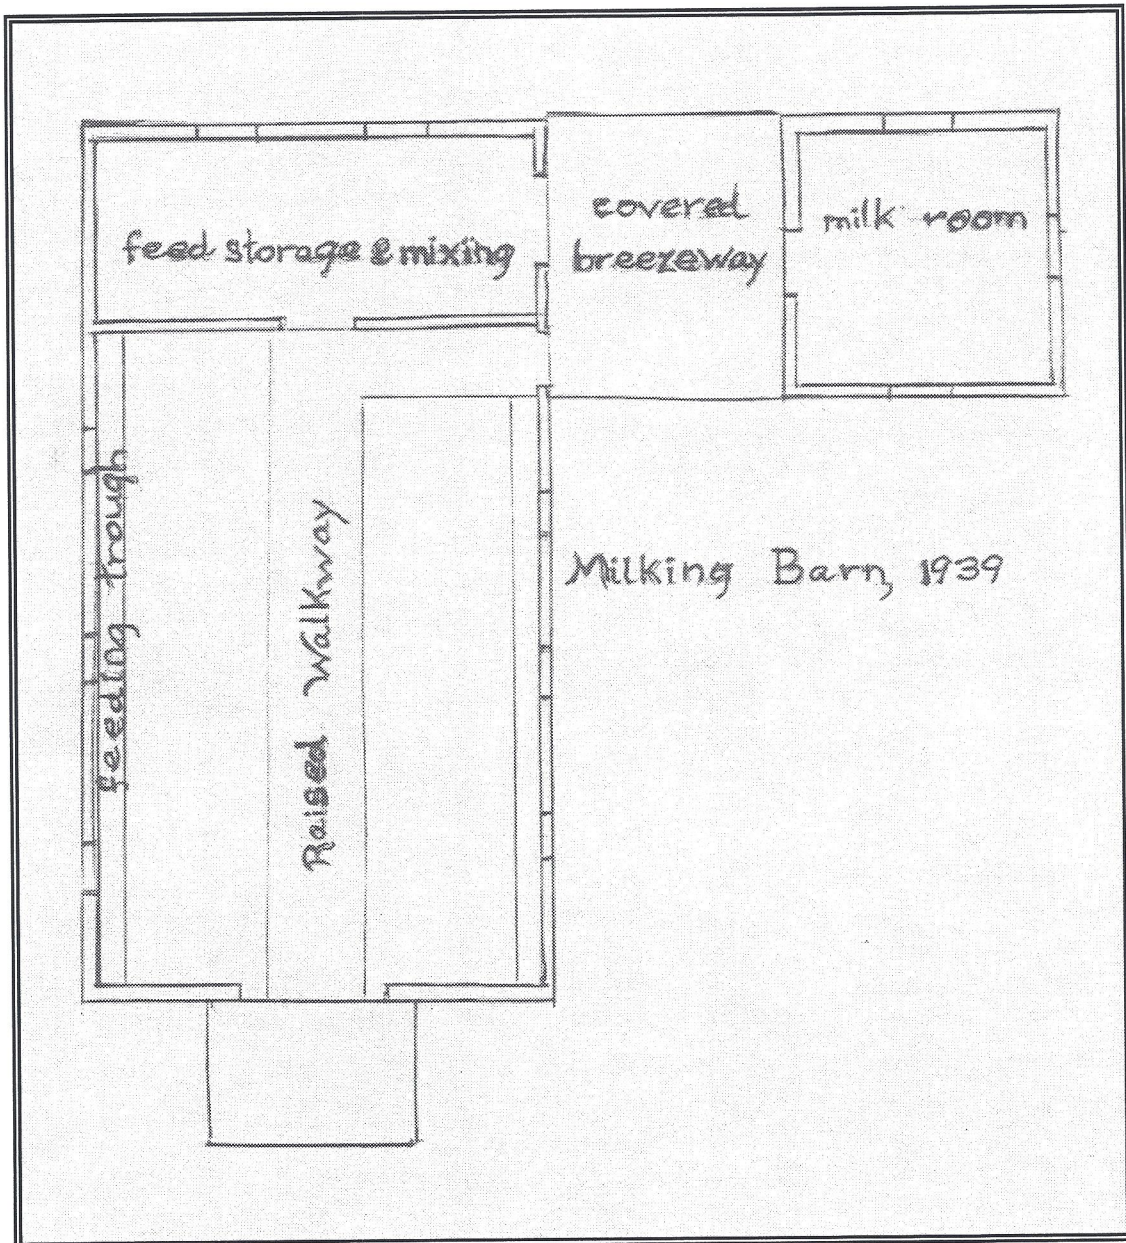 covered
breezeway
milk room
feed storage & mixing
feeding trough
Raised Walkway
Milking Barn, 1939